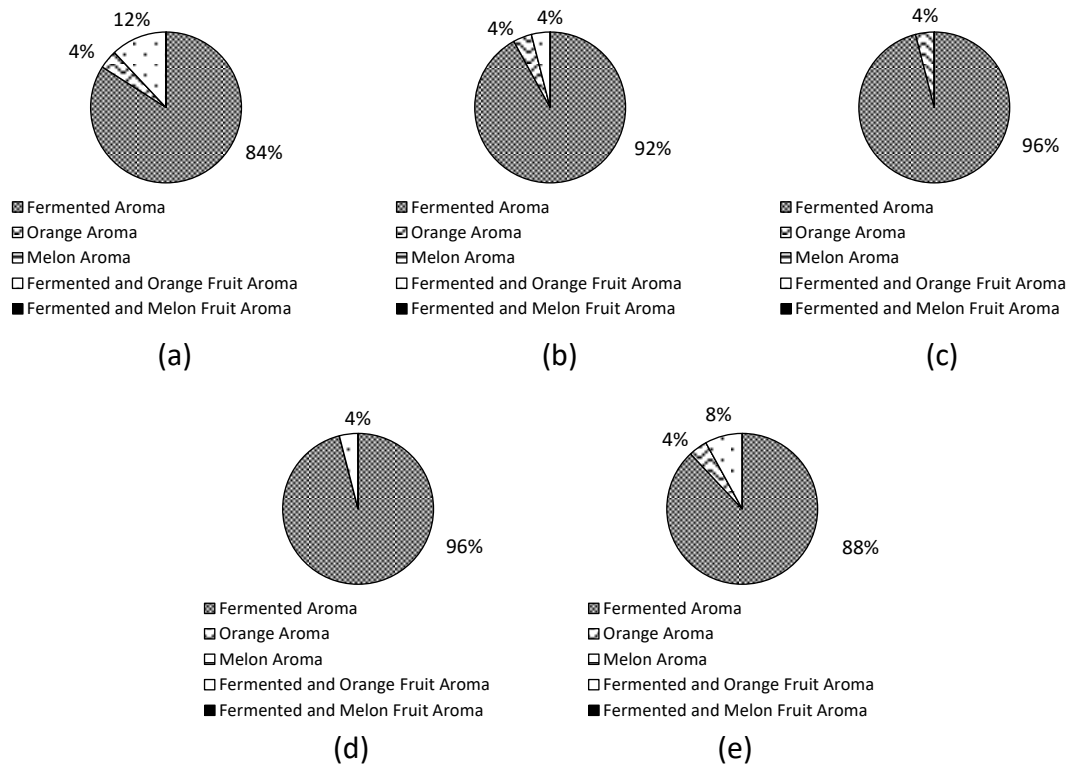 12%
4%
84%
Fermented Aroma
Orange Aroma
Melon Aroma
Fermented and Orange Fruit Aroma
Fermented and Melon Fruit Aroma
(a)
4%
4%
92%
Fermented Aroma
Orange Aroma
Melon Aroma
Fermented and Orange Fruit Aroma
Fermented and Melon Fruit Aroma
(b)
4%
96%
Fermented Aroma
Orange Aroma
Melon Aroma
Fermented and Orange Fruit Aroma
Fermented and Melon Fruit Aroma
(c)
4%
96%
Fermented Aroma
Orange Aroma
Melon Aroma
Fermented and Orange Fruit Aroma
Fermented and Melon Fruit Aroma
(d)
8%
4%
88%
Fermented Aroma
Orange Aroma
Melon Aroma
Fermented and Orange Fruit Aroma
Fermented and Melon Fruit Aroma
(e)